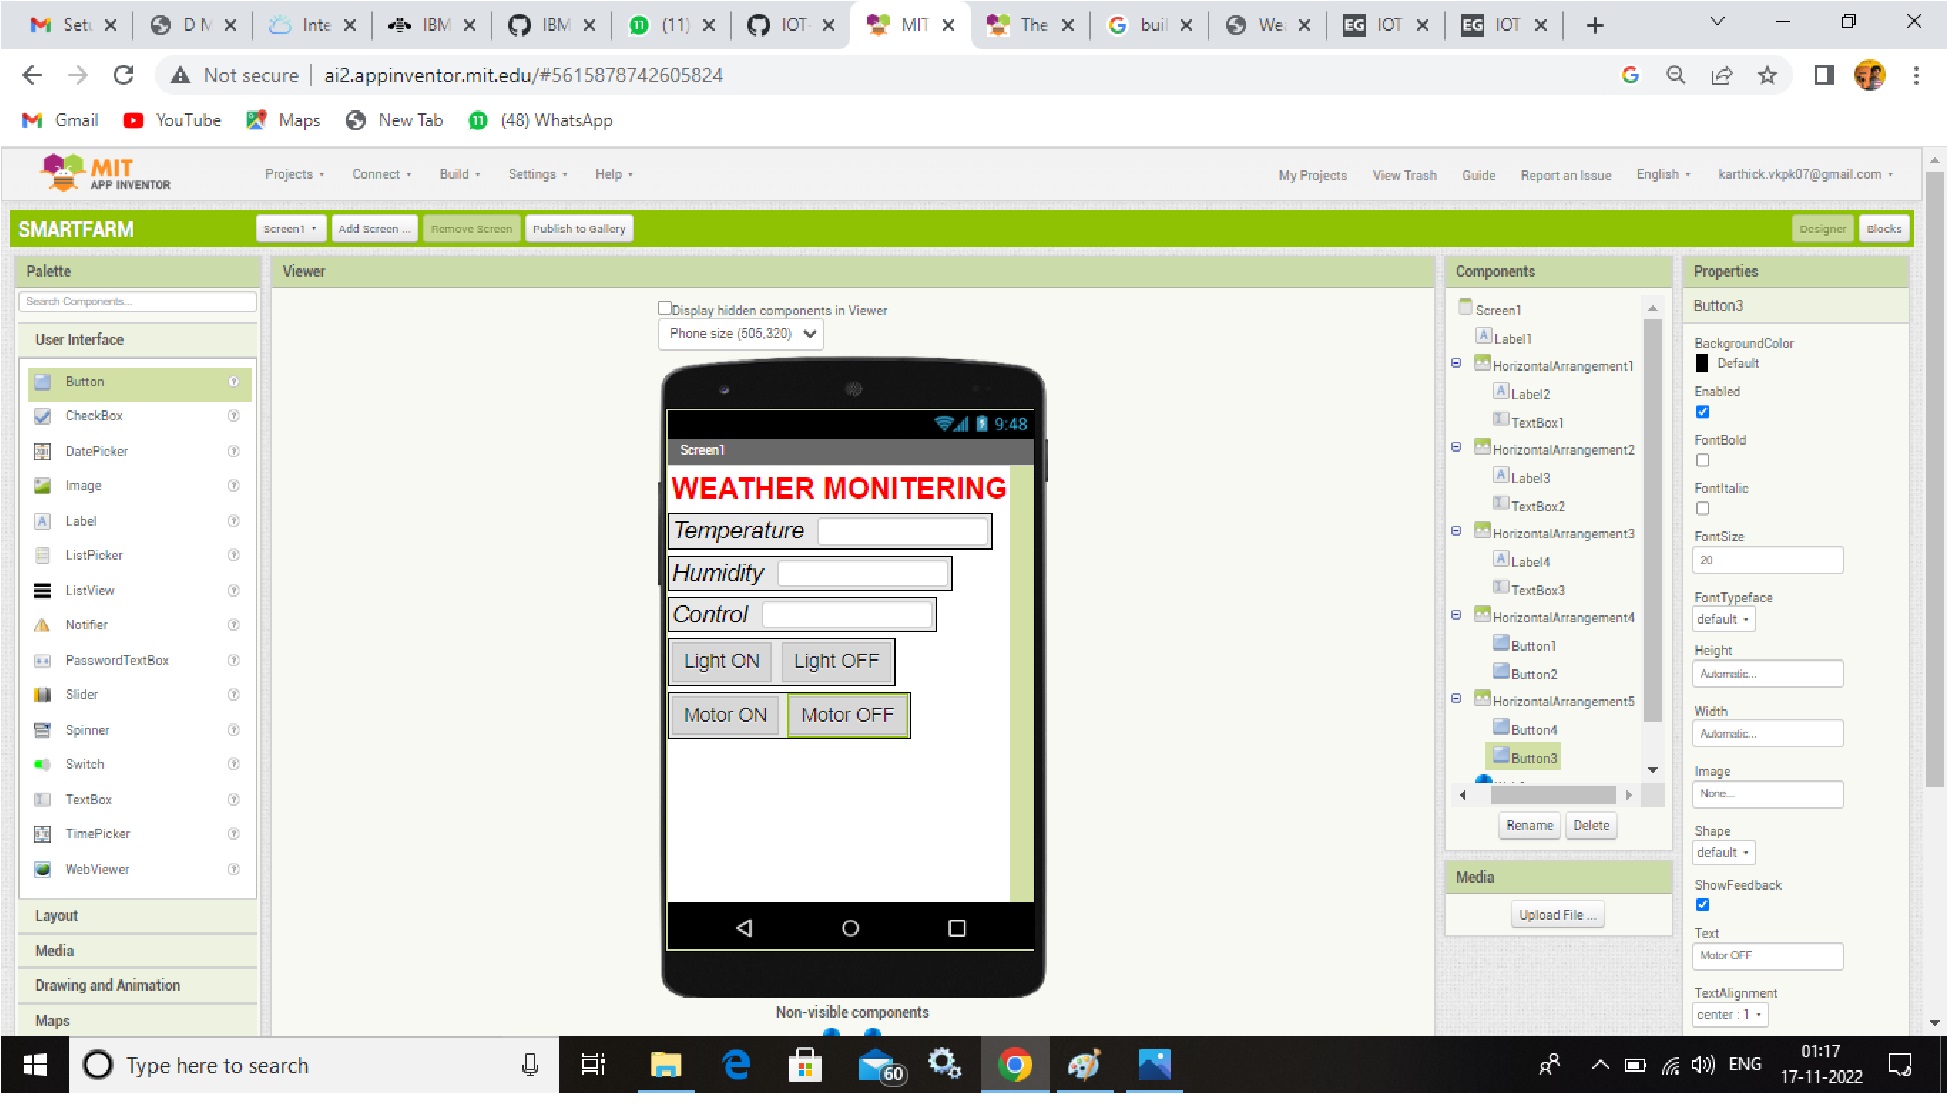 Setu
D M
Inte
IBM
IBM
(11)
IOT-
MIT
The
buil
Wea
EG IOT
EG IOT
Not secure ai2.appinventor.mit.edu/#5615878742605824
Gmail YouTube Maps New Tab 11 (48) WhatsApp
MIT
APP INVENTOR
Projects Connect Build Settings Help My Projects View Trash Guide Report an Issue English karthick.vkpk07@gmail.com
SMARTFARM Screen1 Add Screen ... Remove Screen Publish to Gallery Designer Blocks
Palette
Search Components...
User Interface
Button
CheckBox
DatePicker
Image
Label
ListPicker
ListView
Notifier
PasswordTextBox
Slider
Spinner
Switch
TextBox
TimePicker
WebViewer
Layout
Media
Drawing and Animation
Maps
Viewer
Display hidden components in Viewer
Phone size (505,320)
9:48
Screen1
WEATHER MONITERING
Temperature
Humidity
Control
Light ON Light OFF
Motor ON Motor OFF
Non-visible components
Components
Screen1
Label1
HorizontalArrangement1
Label2
TextBox1
HorizontalArrangement2
Label3
TextBox2
HorizontalArrangement3
Label4
TextBox3
HorizontalArrangement4
Button1
Button2
HorizontalArrangement5
Button4
Button3
Rename Delete
Media
Upload File ...
Properties
Button3
BackgroundColor
Default
Enabled
FontBold
FontItalic
FontSize
20
FontTypeface
default
Height
Automatic...
Width
Automatic...
Image
None...
Shape
default
ShowFeedback
Text
Motor OFF
TextAlignment
center : 1
Type here to search
60
ENG
01:17
17-11-2022